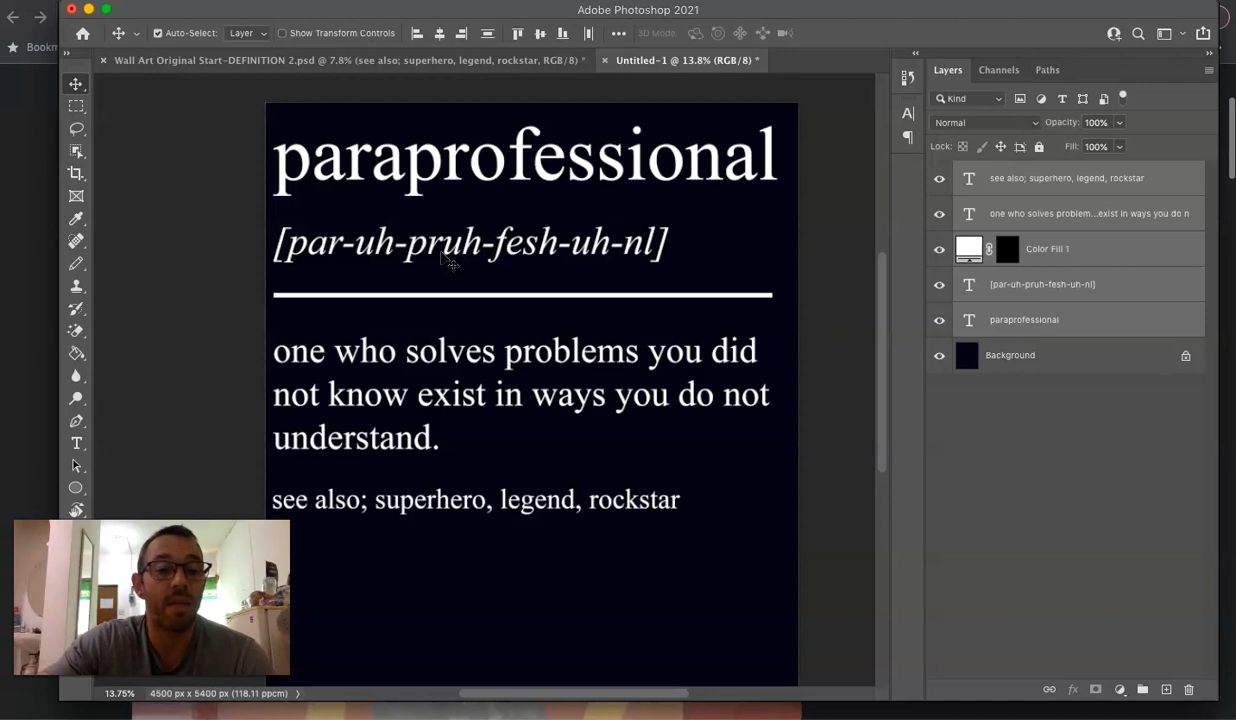 Adobe Photoshop 2021
Bookm
Auto-Select: Layer Show Transform Controls 3D Mode:
Wall Art Original Start-DEFINITION 2.psd @ 7.8% (see also; superhero, legend, rockstar, RGB/8) *
Untitled-1 @ 13.8% (RGB/8) *
paraprofessional
[par-uh-pruh-fesh-uh-nl]
one who solves problems you did
not know exist in ways you do not
understand.
see also; superhero, legend, rockstar
Layers Channels Paths
Kind
Normal Opacity: 100%
Lock: Fill: 100%
see also; superhero, legend, rockstar
one who solves problem...exist in ways you do n
Color Fill 1
[par-uh-pruh-fesh-uh-nl]
paraprofessional
Background
13.75% 4500 px x 5400 px (118.11 ppcm)